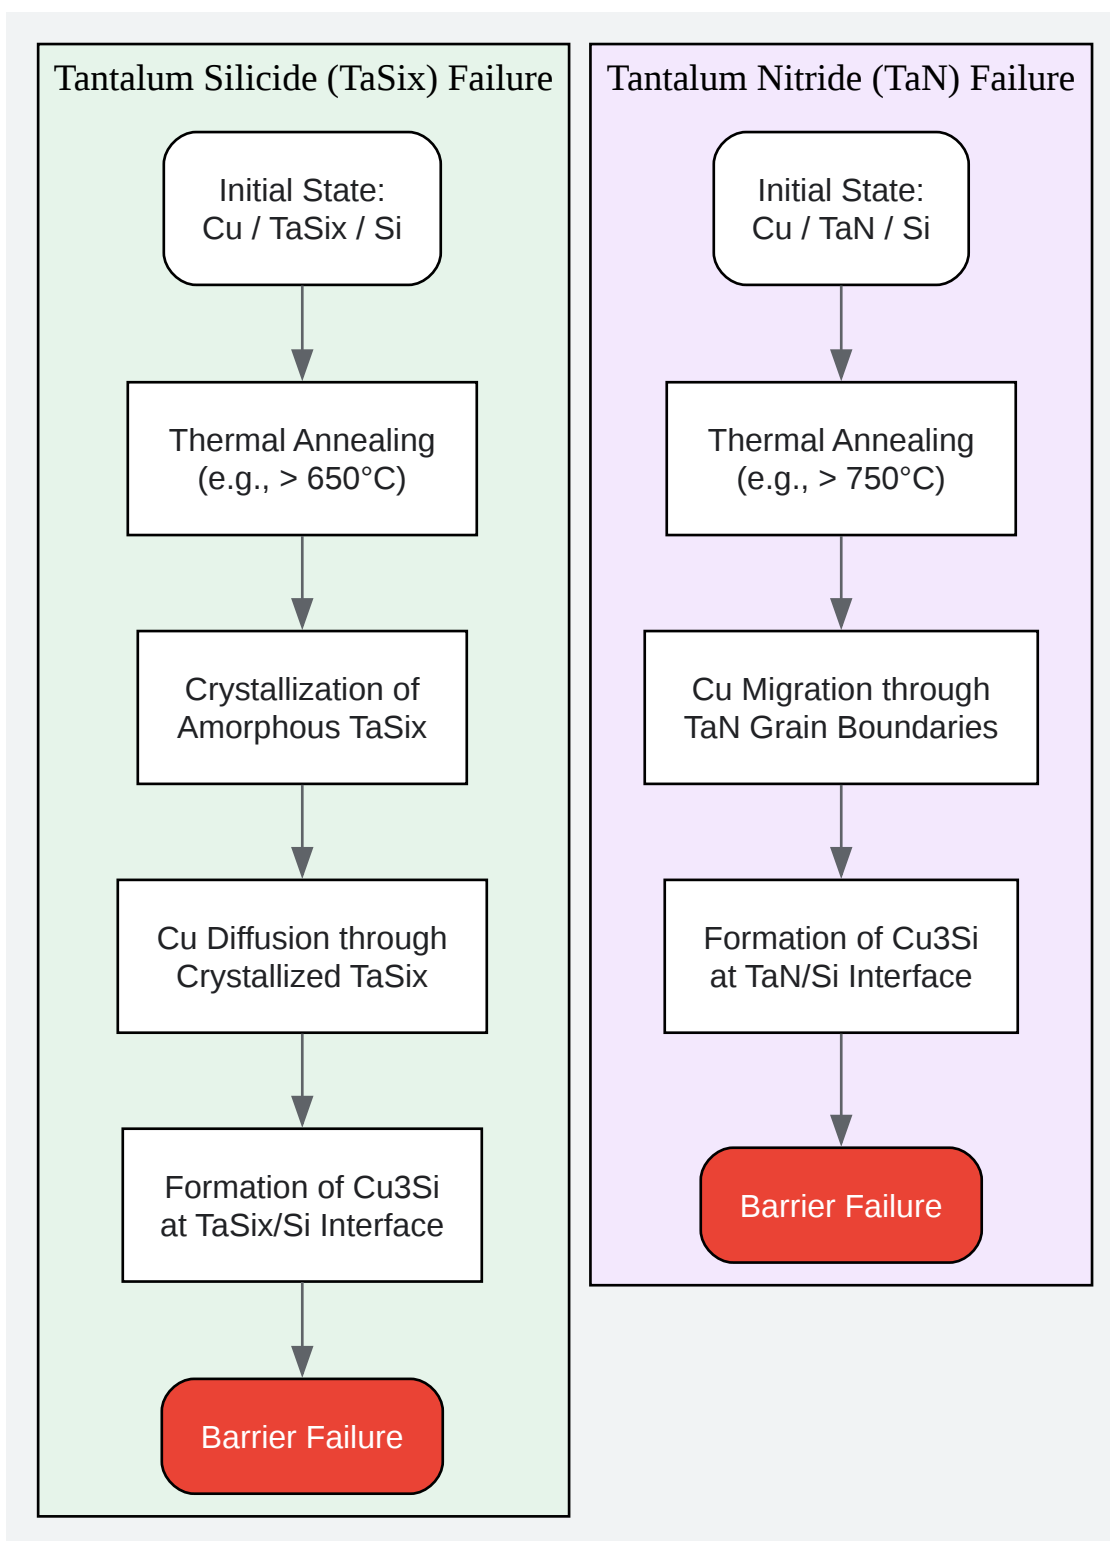 Tantalum Silicide (TaSix) Failure
Initial State:
Cu / TaSix / Si
Thermal Annealing
(e.g., > 650°C)
Crystallization of
Amorphous TaSix
Cu Diffusion through
Crystallized TaSix
Formation of Cu3Si
at TaSix/Si Interface
Barrier Failure
Tantalum Nitride (TaN) Failure
Initial State:
Cu / TaN / Si
Thermal Annealing
(e.g., > 750°C)
Cu Migration through
TaN Grain Boundaries
Formation of Cu3Si
at TaN/Si Interface
Barrier Failure